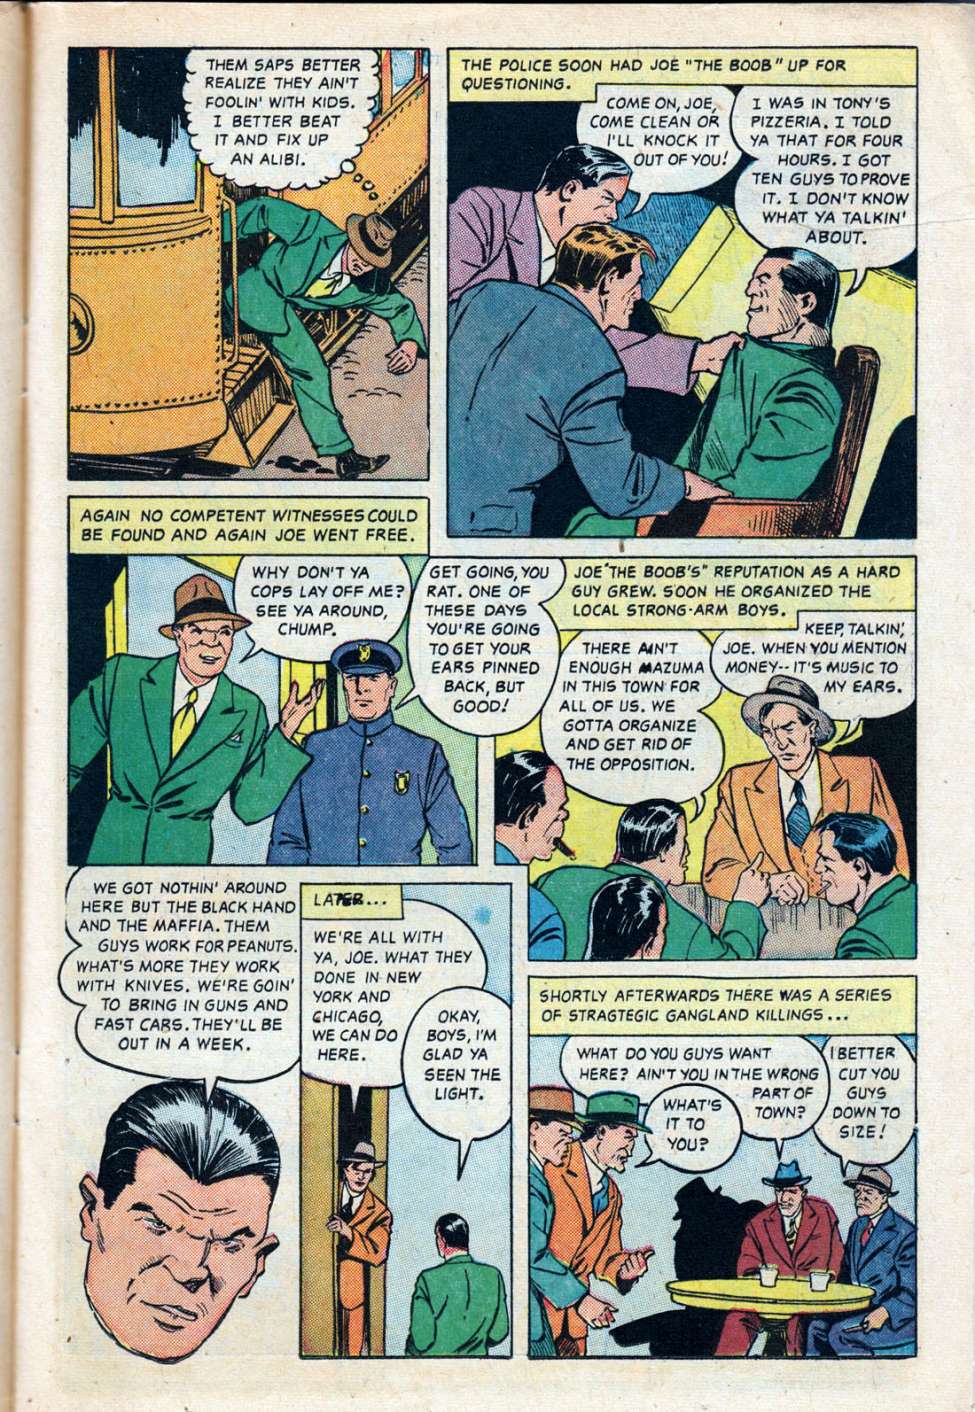 THEM SAPS BETTER
REALIZE THEY AIN'T
FOOLIN' WITH KIDS.
I BETTER BEAT
IT AND FIX UP
AN ALIBI.
THE POLICE SOON HAD JOE "THE BOOB" UP FOR
QUESTIONING.
COME ON, JOE,
COME CLEAN OR
I'LL KNOCK IT
OUT OF YOU!
I WAS IN TONY'S
PIZZERIA. I TOLD
YA THAT FOR FOUR
HOURS. I GOT
TEN GUYS TO PROVE
IT. I DON'T KNOW
WHAT YA TALKIN'
ABOUT.
AGAIN NO COMPETENT WITNESSES COULD
BE FOUND AND AGAIN JOE WENT FREE.
WHY DON'T YA
COPS LAY OFF ME?
SEE YA AROUND,
CHUMP.
GET GOING, YOU
RAT. ONE OF
THESE DAYS
YOU'RE GOING
TO GET YOUR
EARS PINNED
BACK, BUT
GOOD!
JOE "THE BOOB'S" REPUTATION AS A HARD
GUY GREW. SOON HE ORGANIZED THE
LOCAL STRONG-ARM BOYS.
THERE AIN'T
ENOUGH MAZUMA
IN THIS TOWN FOR
ALL OF US. WE
GOTTA ORGANIZE
AND GET RID OF
THE OPPOSITION.
KEEP, TALKIN',
JOE. WHEN YOU MENTION
MONEY-- IT'S MUSIC TO
MY EARS.
WE GOT NOTHIN' AROUND
HERE BUT THE BLACK HAND
AND THE MAFFIA. THEM
GUYS WORK FOR PEANUTS.
WHAT'S MORE THEY WORK
WITH KNIVES. WE'RE GOIN'
TO BRING IN GUNS AND
FAST CARS. THEY'LL BE
OUT IN A WEEK.
LATER...
WE'RE ALL WITH
YA, JOE. WHAT THEY
DONE IN NEW
YORK AND
CHICAGO,
WE CAN DO
HERE.
OKAY,
BOYS, I'M
GLAD YA
SEEN THE
LIGHT.
SHORTLY AFTERWARDS THERE WAS A SERIES
OF STRAGTEGIC GANGLAND KILLINGS...
WHAT DO YOU GUYS WANT
HERE? AIN'T YOU IN THE WRONG
PART OF
TOWN?
WHAT'S
IT TO
YOU?
I BETTER
CUT YOU
GUYS
DOWN TO
SIZE!